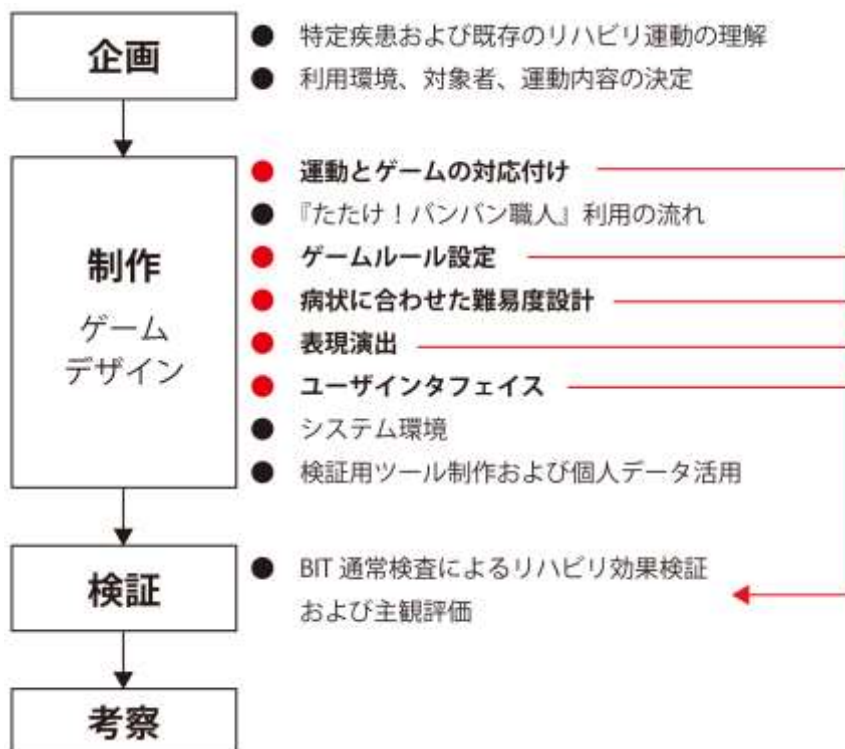 企画
● 特定疾患および既存のリハビリ運動の理解
● 利用環境、対象者、運動内容の決定
制作
ゲーム
デザイン
● 運動とゲームの対応付け
● 『たたけ！バンバン職人』利用の流れ
● ゲームルール設定
● 病状に合わせた難易度設計
● 表現演出
● ユーザインタフェイス
● システム環境
● 検証用ツール制作および個人データ活用
検証
● BIT 通常検査によるリハビリ効果検証
および主観評価
考察